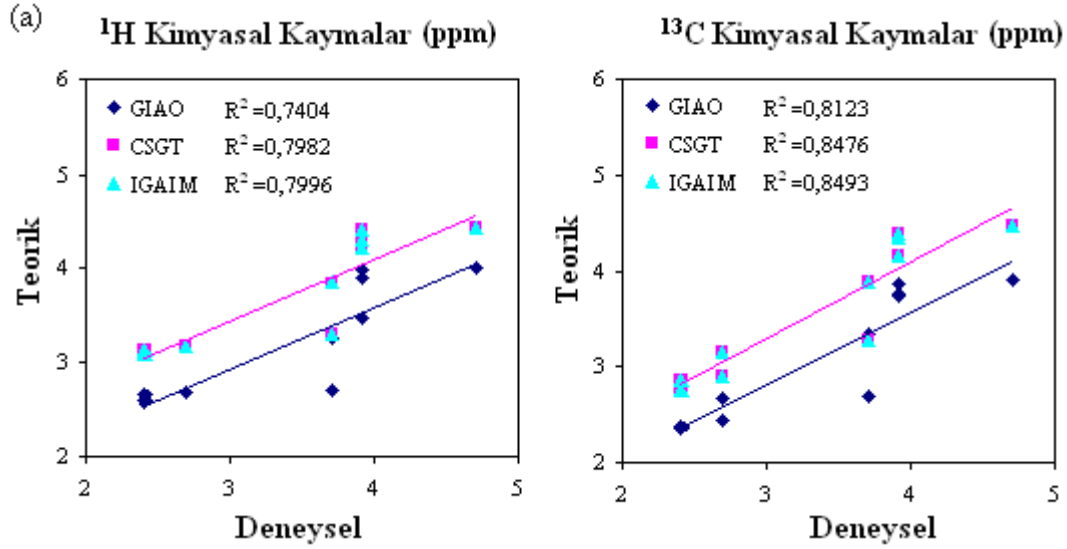 (a)
¹H Kimyasal Kaymalar (ppm)
6
5
4
3
2
GIAO R²=0,7404
CSGT R²=0,7982
IGAIM R²=0,7996
Teorik
2 3 4 5
Deneysel
¹³C Kimyasal Kaymalar (ppm)
6
5
4
3
2
GIAO R²=0,8123
CSGT R²=0,8476
IGAIM R²=0,8493
Teorik
2 3 4 5
Deneysel